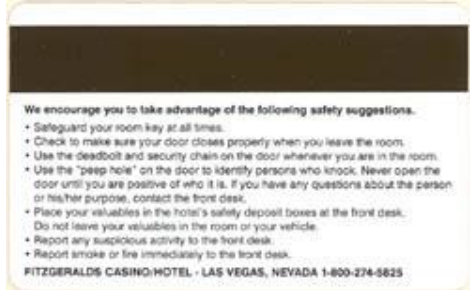 We encourage you to take advantage of the following safety suggestions.
• Safeguard your room key at all times.
• Check to make sure your door closes properly when you leave the room.
• Use the deadbolt and security chain on the door whenever you are in the room.
• Use the "peep hole" on the door to identify persons who knock. Never open the
door until you are positive of who it is. If you have any questions about the person
or his/her purpose, contact the front desk.
• Place your valuables in the hotel's safety deposit boxes at the front desk.
Do not leave your valuables in the room or your vehicle.
• Report any suspicious activity to the front desk.
• Report smoke or fire immediately to the front desk.
FITZGERALDS CASINO/HOTEL - LAS VEGAS, NEVADA 1-800-274-5825